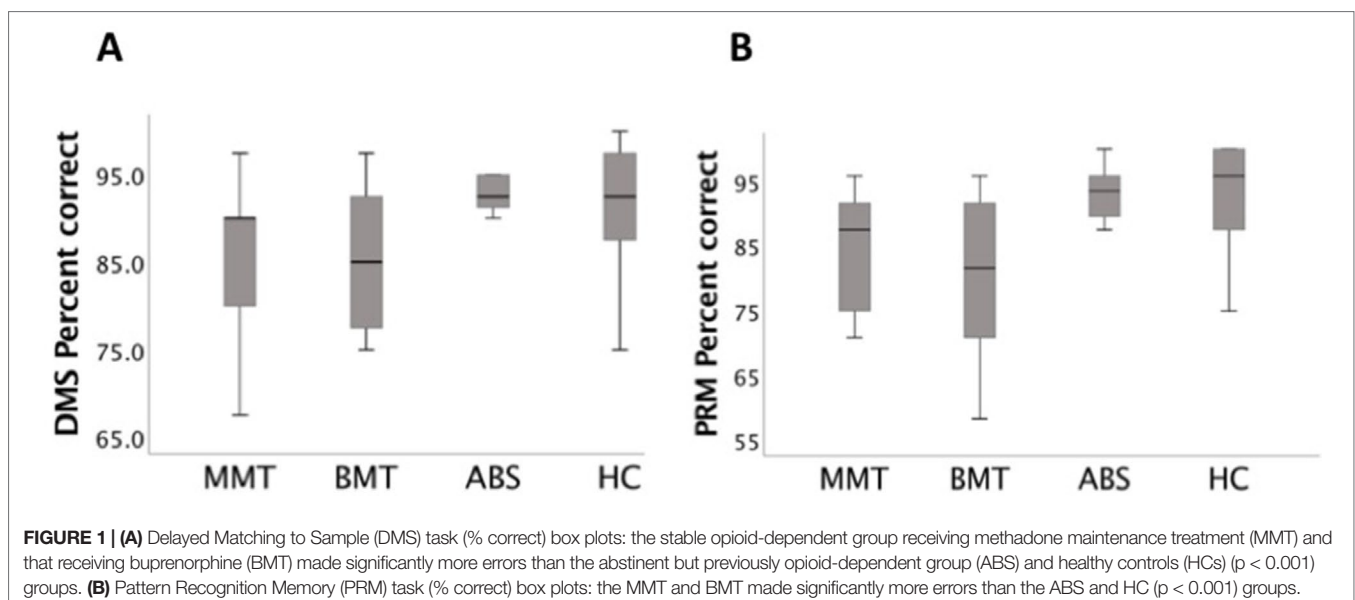 A
DMS Percent correct
95.0
85.0
75.0
65.0
MMT BMT ABS HC
B
PRM Percent correct
95
85
75
65
55
MMT BMT ABS HC
FIGURE 1 | (A) Delayed Matching to Sample (DMS) task (% correct) box plots: the stable opioid-dependent group receiving methadone maintenance treatment (MMT) and
that receiving buprenorphine (BMT) made significantly more errors than the abstinent but previously opioid-dependent group (ABS) and healthy controls (HCs) (p < 0.001)
groups. (B) Pattern Recognition Memory (PRM) task (% correct) box plots: the MMT and BMT made significantly more errors than the ABS and HC (p < 0.001) groups.